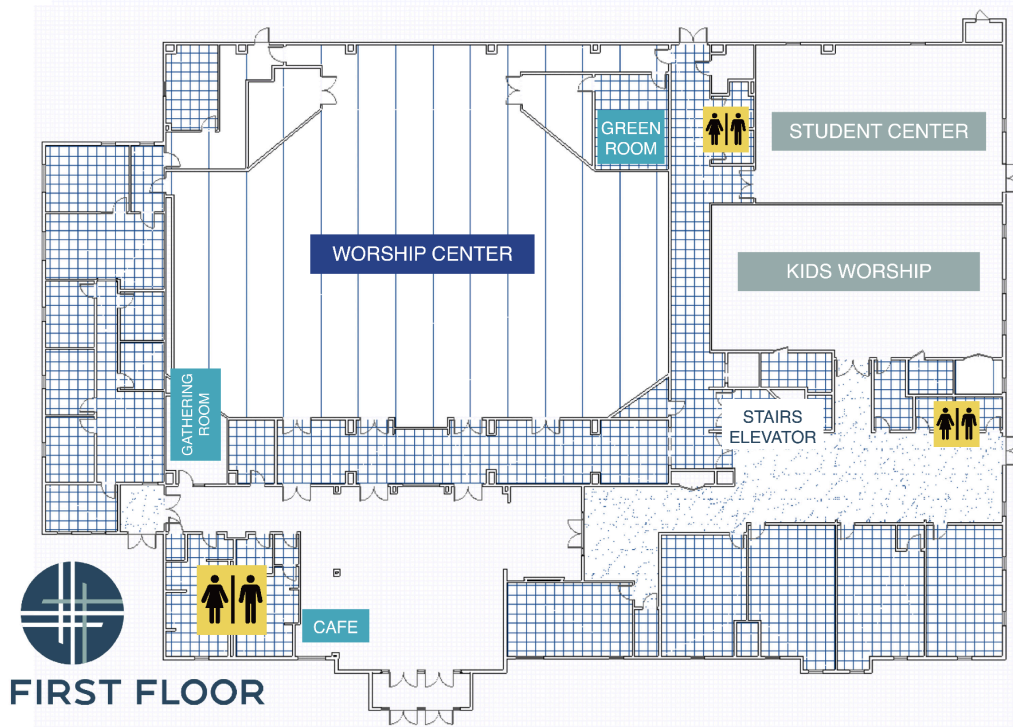 GREEN
ROOM
STUDENT CENTER
WORSHIP CENTER
KIDS WORSHIP
GATHERING
ROOM
STAIRS
ELEVATOR
CAFE
FIRST FLOOR